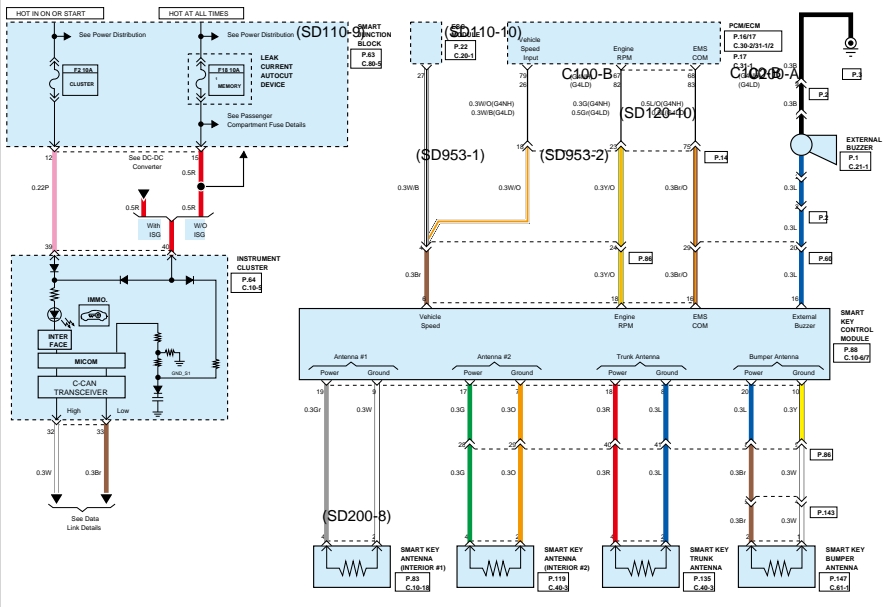 HOT IN ON OR START
HOT AT ALL TIMES
See Power Distribution
See Power Distribution
(SD110-9)
SMART
JUNCTION
BLOCK
P.63
C.80-5
F2 10A
CLUSTER
F18 10A
MEMORY
LEAK
CURRENT
AUTOCUT
DEVICE
See Passenger
Compartment Fuse Details
12
15
See DC-DC
Converter
0.22P
0.5R
0.5R
0.5R
With
ISG
W/O
ISG
39
40
INSTRUMENT
CLUSTER
P.64
C.10-5
IMMO.
INTER
FACE
MICOM
C-CAN
TRANSCEIVER
GND_S1
High
Low
32
33
0.3W
0.3Br
See Data
Link Details
(SD110-10)
P.22
C.20-1
27
Vehicle
Speed
Input
Engine
RPM
EMS
COM
PCM/ECM
P.16/17
C.30-2/31-1/2
P.17
79
26
C100-B
67
82
68
83
(G4LD)
(G4LD)
0.3W/O(G4NH)
0.3W/B(G4LD)
0.3G(G4NH)
0.5Gr(G4LD)
0.5L/O(G4NH)
(SD120-10)
(SD953-1)
(SD953-2)
18
23
75
P.14
0.3W/B
0.3W/O
0.3Y/O
0.3Br/O
4
24
29
P.86
0.3Br
0.3Y/O
0.3Br/O
6
18
16
0.3B
P.3
P.2
0.3B
EXTERNAL
BUZZER
P.1
C.21-1
0.3L
P.2
0.3L
20
P.60
0.3L
16
Vehicle
Speed
Engine
RPM
EMS
COM
External
Buzzer
SMART
KEY
CONTROL
MODULE
P.88
C.10-6/7
Antenna #1
Antenna #2
Trunk Antenna
Bumper Antenna
Power
Ground
Power
Ground
Power
Ground
Power
Ground
19
9
17
7
18
8
20
10
0.3Gr
0.3W
0.3G
0.3O
0.3R
0.3L
0.3L
0.3Y
28
29
40
41
P.86
0.3G
0.3O
0.3R
0.3L
0.3Br
0.3W
P.143
(SD200-8)
0.3Br
0.3W
SMART KEY
ANTENNA
(INTERIOR #1)
P.83
C.10-18
SMART KEY
ANTENNA
(INTERIOR #2)
P.119
C.40-3
SMART KEY
TRUNK
ANTENNA
P.135
C.40-3
SMART KEY
BUMPER
ANTENNA
P.147
C.61-1